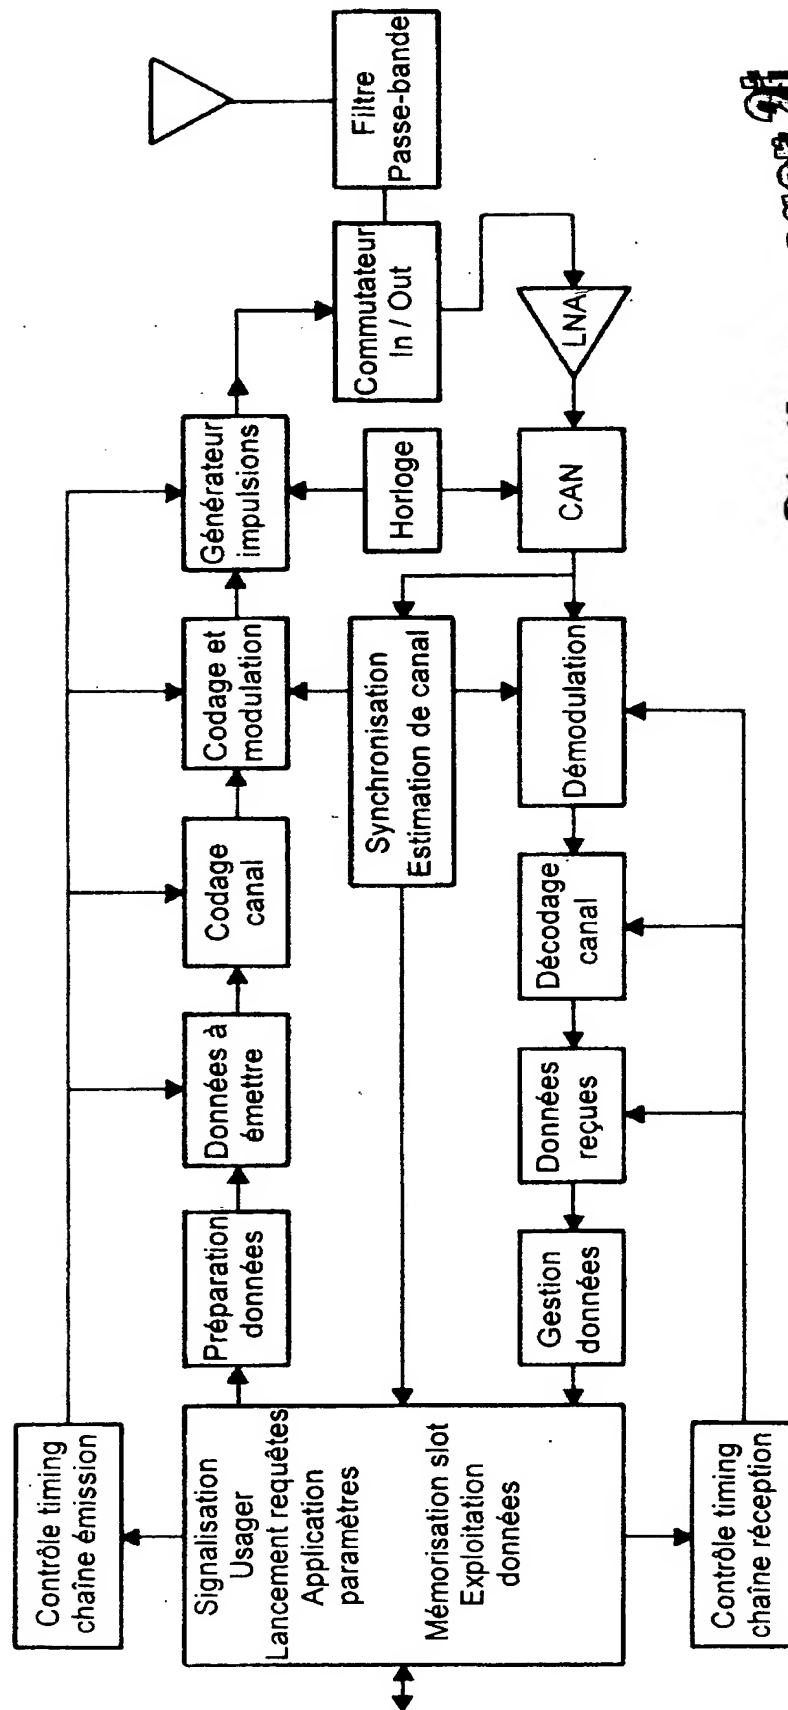 Contrôle timing
chaîne émission
Signalisation
Usager
Lancement requêtes
Application
paramètres
Mémorisation slot
Exploitation
données
Contrôle timing
chaîne réception
Préparation
données
Données à
émettre
Codage
canal
Codage et
modulation
Générateur
impulsions
Synchronisation
Estimation de canal
Horloge
Commutateur
In / Out
Filtre
Passe-bande
LNA
CAN
Démodulation
Décodage
canal
Données
reçues
Gestion
données